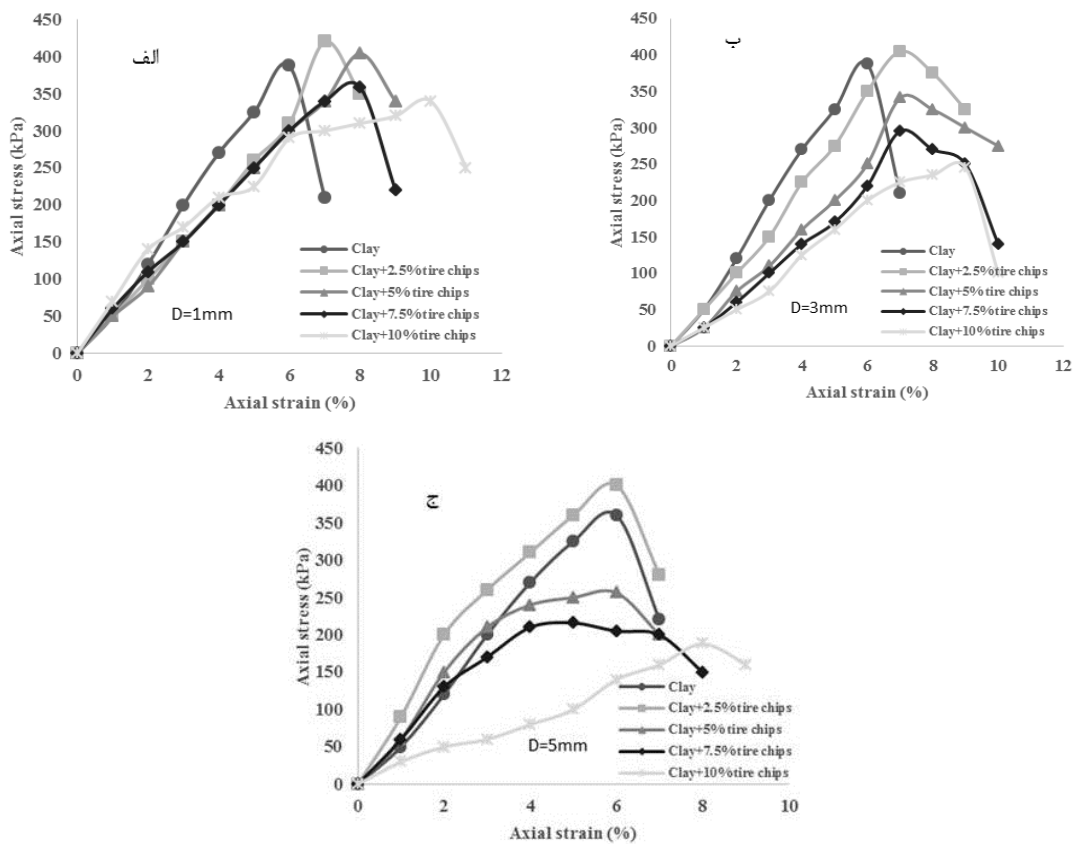 الف
450
400
350
300
250
200
150
100
50
0
Axial stress (kPa)
Clay
Clay+2.5%tire chips
Clay+5%tire chips
Clay+7.5%tire chips
Clay+10%tire chips
D=1mm
0 2 4 6 8 10 12
Axial strain (%)
ب
450
400
350
300
250
200
150
100
50
0
Axial stress (kPa)
Clay
Clay+2.5%tire chips
Clay+5%tire chips
Clay+7.5%tire chips
Clay+10%tire chips
D=3mm
0 2 4 6 8 10 12
Axial strain (%)
ج
450
400
350
300
250
200
150
100
50
0
Axial stress (kPa)
Clay
Clay+2.5%tire chips
Clay+5%tire chips
Clay+7.5%tire chips
Clay+10%tire chips
D=5mm
0 2 4 6 8 10
Axial strain (%)